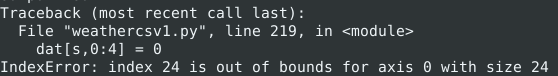 Traceback (most recent call last):
  File "weathercsv1.py", line 219, in <module>
    dat[s,0:4] = 0
IndexError: index 24 is out of bounds for axis 0 with size 24